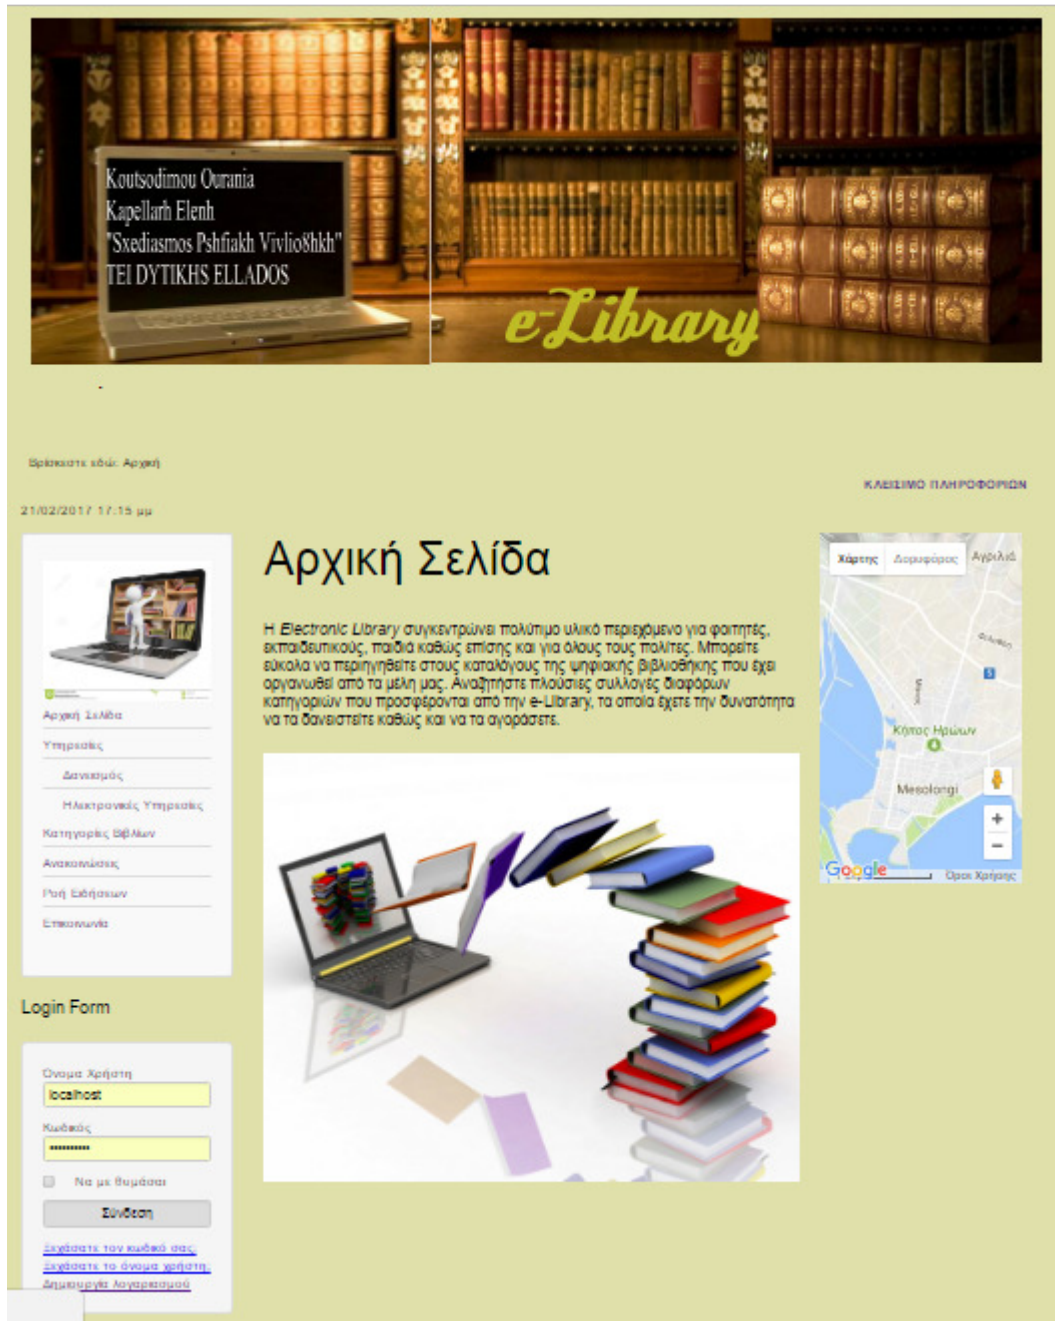 Koutsodimou Ourania
Kapellarh Elenh
"Sxediasmos Pshfiakh Vivlio8hkh"
TEI DYTIKHS ELLADOS
e-Library
Βρίσκεστε εδώ: Αρχική
ΚΛΕΙΣΙΜΟ ΠΛΗΡΟΦΟΡΙΩΝ
21/02/2017 17:15 μμ
Αρχική Σελίδα
Υπηρεσίες
Δανεισμός
Ηλεκτρονικές Υπηρεσίες
Κατηγορίες Βιβλίων
Ανακοινώσεις
Ροή Ειδήσεων
Επικοινωνία
Login Form
Όνομα Χρήστη
localhost
Κωδικός
••••••••••
Να με θυμάσαι
Σύνδεση
Ξεχάσατε τον κωδικό σας;
Ξεχάσατε το όνομα χρήστη;
Δημιουργία λογαριασμού
Αρχική Σελίδα
Η Electronic Library συγκεντρώνει πολύτιμο υλικό περιεχόμενο για φοιτητές,
εκπαιδευτικούς, παιδιά καθώς επίσης και για όλους τους πολίτες. Μπορείτε
εύκολα να περιηγηθείτε στους καταλόγους της ψηφιακής βιβλιοθήκης που έχει
οργανωθεί από τα μέλη μας. Αναζητήστε πλούσιες συλλογές διαφόρων
κατηγοριών που προσφέρονται από την e-Library, τα οποία έχετε την δυνατότητα
να τα δανειστείτε καθώς και να τα αγοράσετε.
Χάρτης
Δορυφόρος
Αγριλιά
5
Κήπος Ηρώων
Mesolongi
Google
Όροι Χρήσης